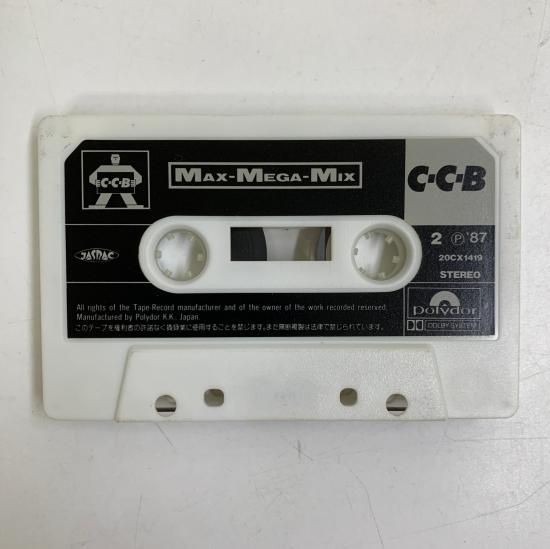 C-C-B
MAX-MEGA-MIX
C-C-B
2 Ⓟ '87
20CX1419
STEREO
JASRAC
All rights of the Tape-Record manufacturer and of the owner of the work recorded reserved.
Manufactured by Polydor K.K., Japan.
このテープを権利者の許諾なく賃貸業に使用することを禁じます。また無断複製は法律で禁じられています。
polydor
DOLBY SYSTEM